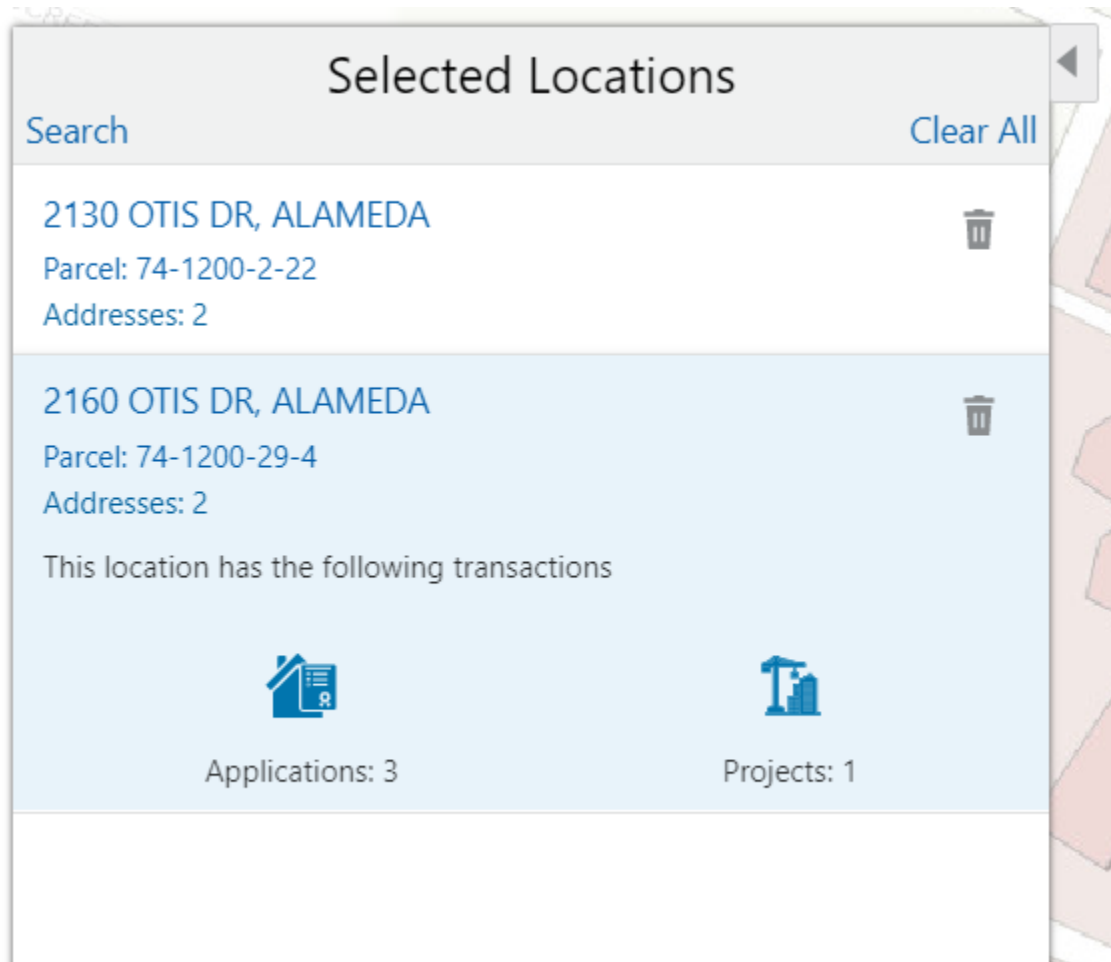 Selected Locations
Search Clear All
2130 OTIS DR, ALAMEDA
Parcel: 74-1200-2-22
Addresses: 2
2160 OTIS DR, ALAMEDA
Parcel: 74-1200-29-4
Addresses: 2
This location has the following transactions
Applications: 3 Projects: 1